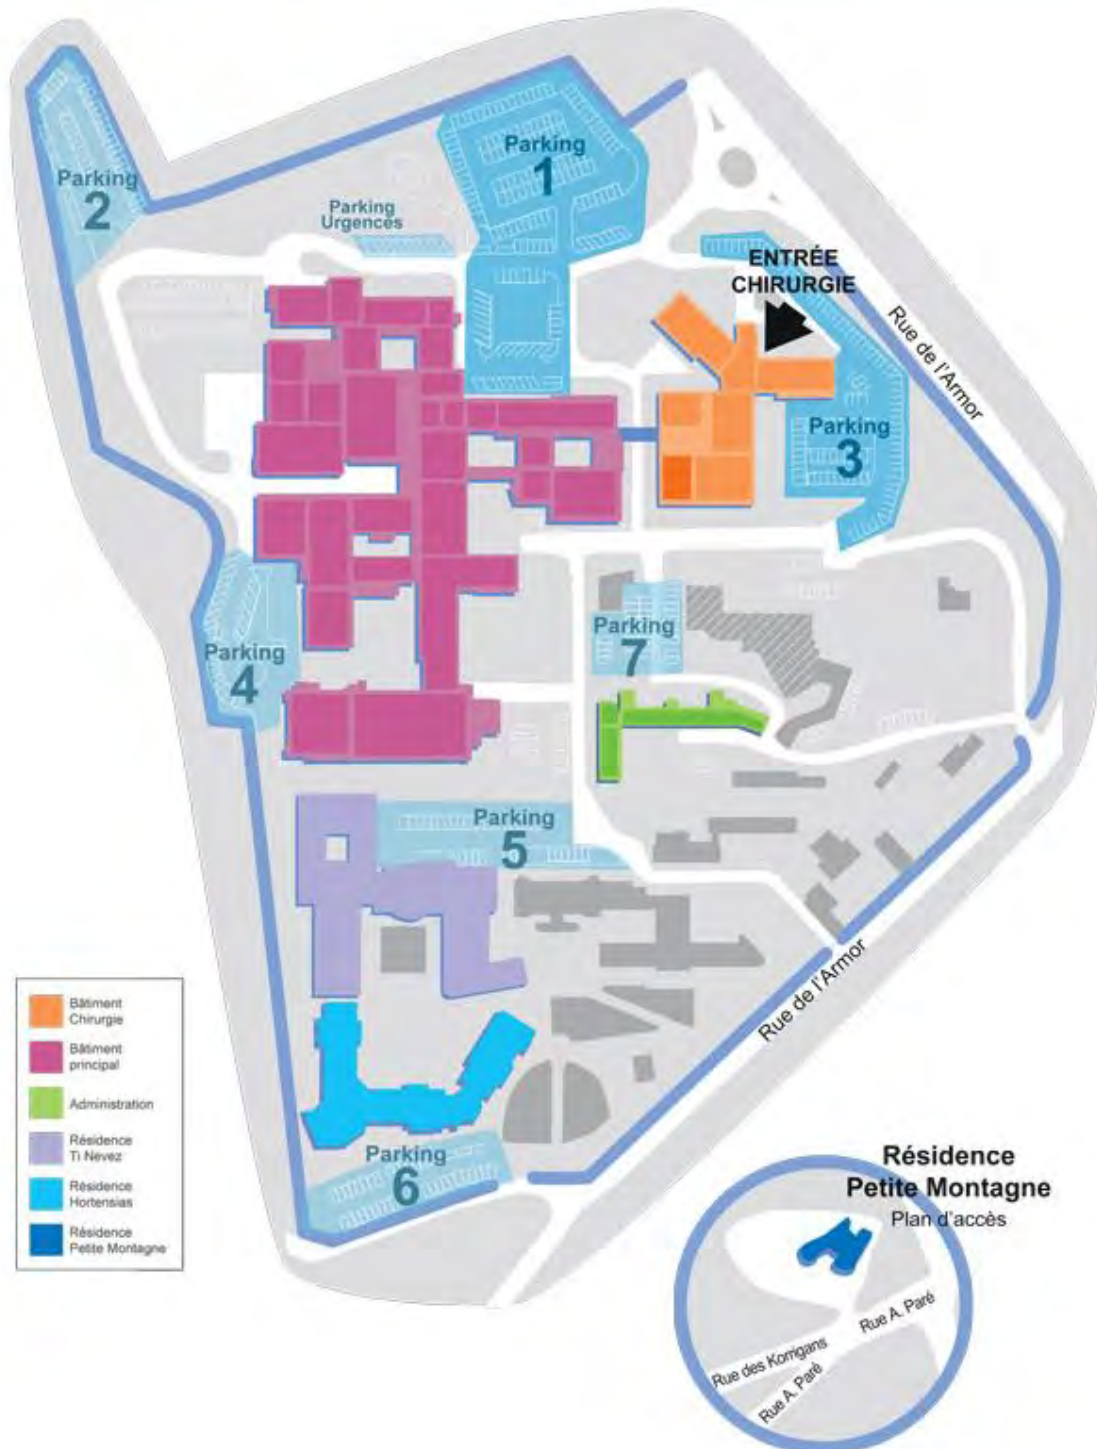 Parking
1
Parking
2
Parking
Urgences
ENTRÉE
CHIRURGIE
Rue de l'Armor
Parking
3
Parking
7
Parking
4
Parking
5
Rue de l'Armor
Bâtiment
Chirurgie
Bâtiment
principal
Administration
Résidence
Ti Nevez
Résidence
Hortensias
Résidence
Petite Montagne
Parking
6
Résidence
Petite Montagne
Plan d'accès
Rue A. Paré
Rue des Korrigans
Rue A. Paré